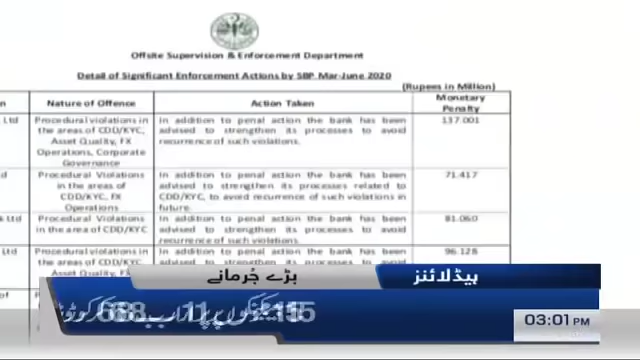 Offsite Supervision & Enforcement Department
Detail of Significant Enforcement Actions by SBP Mar-June 2020
(Rupees in Million)
Nature of Offence Action Taken Monetary Penalty
Ltd Procedural violations in the areas of CDD/KYC, Asset Quality, FX Operations, Corporate Governance In addition to penal action the bank has been advised to strengthen its processes to avoid recurrence of such violations. 137.001
Procedural Violations in the areas of CDD/KYC, FX Operations In addition to penal action the bank has been advised to strengthen its processes related to CDD/KYC, to avoid recurrence of such violations in future. 71.417
Ltd Procedural Violations in the area of CDD/KYC In addition to penal action the bank has been advised to strengthen its processes to avoid recurrence of such violations. 81.060
Ltd Procedural violations in the areas of CDD/KYC, Asset Quality, In addition to penal action the bank has been advised to strengthen its processes to avoid 96.128
of
بڑے جُرمانے ہیڈلائنز
03:01 PM